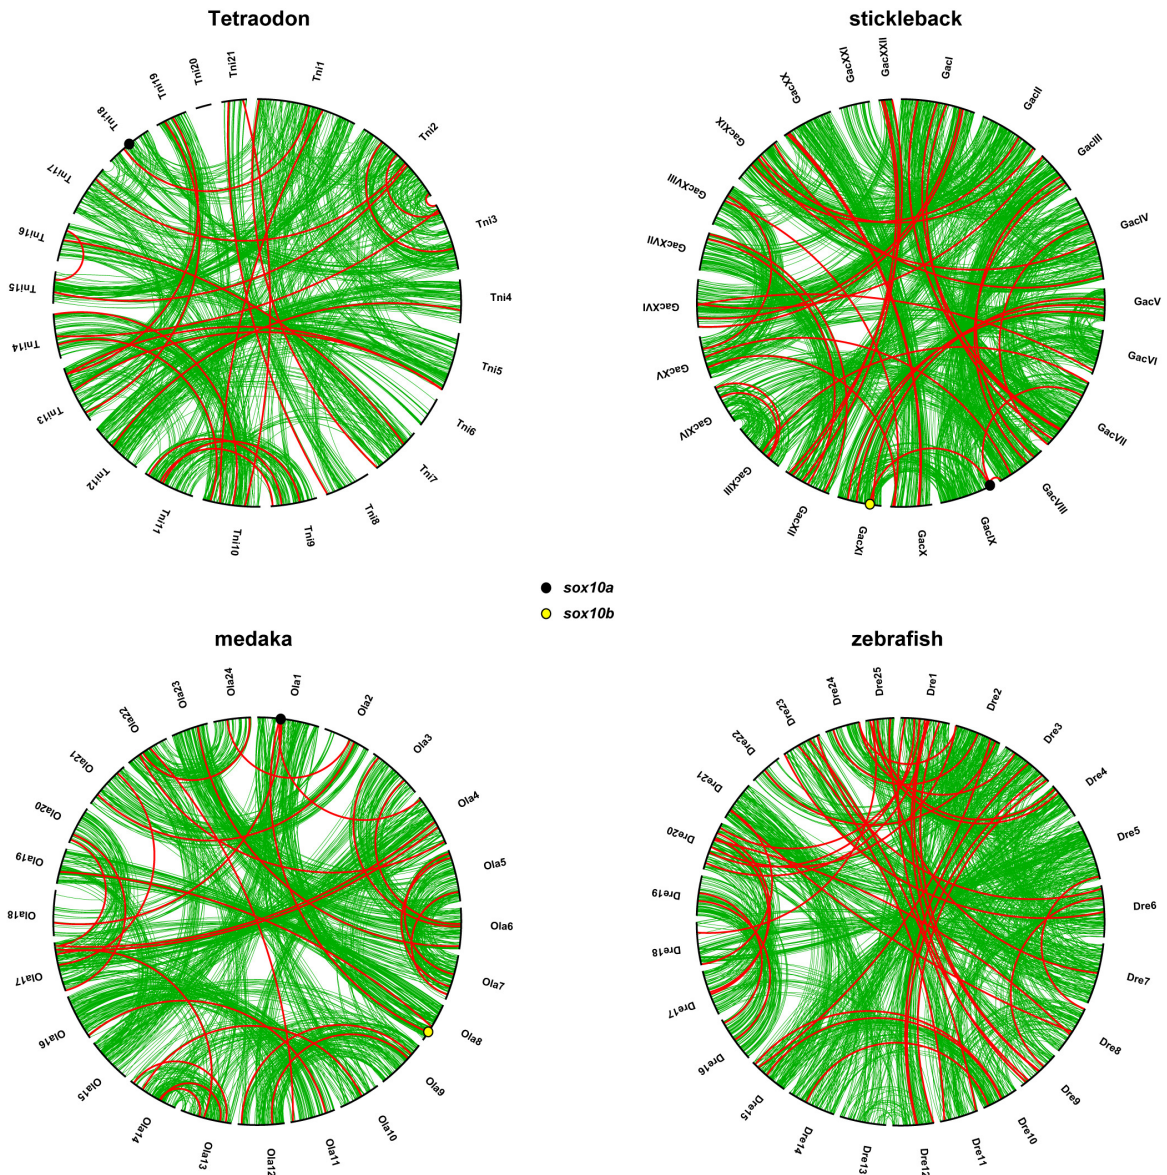 Tetraodon
Tni1
Tni2
Tni3
Tni4
Tni5
Tni6
Tni7
Tni8
Tni9
Tni10
Tni11
Tni12
Tni13
Tni14
Tni15
Tni16
Tni17
Tni18
Tni19
Tni20
Tni21
stickleback
GacI
GacII
GacIII
GacIV
GacV
GacVI
GacVII
GacVIII
GacIX
GacX
GacXI
GacXII
GacXIII
GacXIV
GacXV
GacXVI
GacXVII
GacXVIII
GacXIX
GacXX
GacXXI
GacXXII
sox10a
sox10b
medaka
Ola1
Ola2
Ola3
Ola4
Ola5
Ola6
Ola7
Ola8
Ola9
Ola10
Ola11
Ola12
Ola13
Ola14
Ola15
Ola16
Ola17
Ola18
Ola19
Ola20
Ola21
Ola22
Ola23
Ola24
zebrafish
Dre1
Dre2
Dre3
Dre4
Dre5
Dre6
Dre7
Dre8
Dre9
Dre10
Dre11
Dre12
Dre13
Dre14
Dre15
Dre16
Dre17
Dre18
Dre19
Dre20
Dre21
Dre22
Dre23
Dre24
Dre25